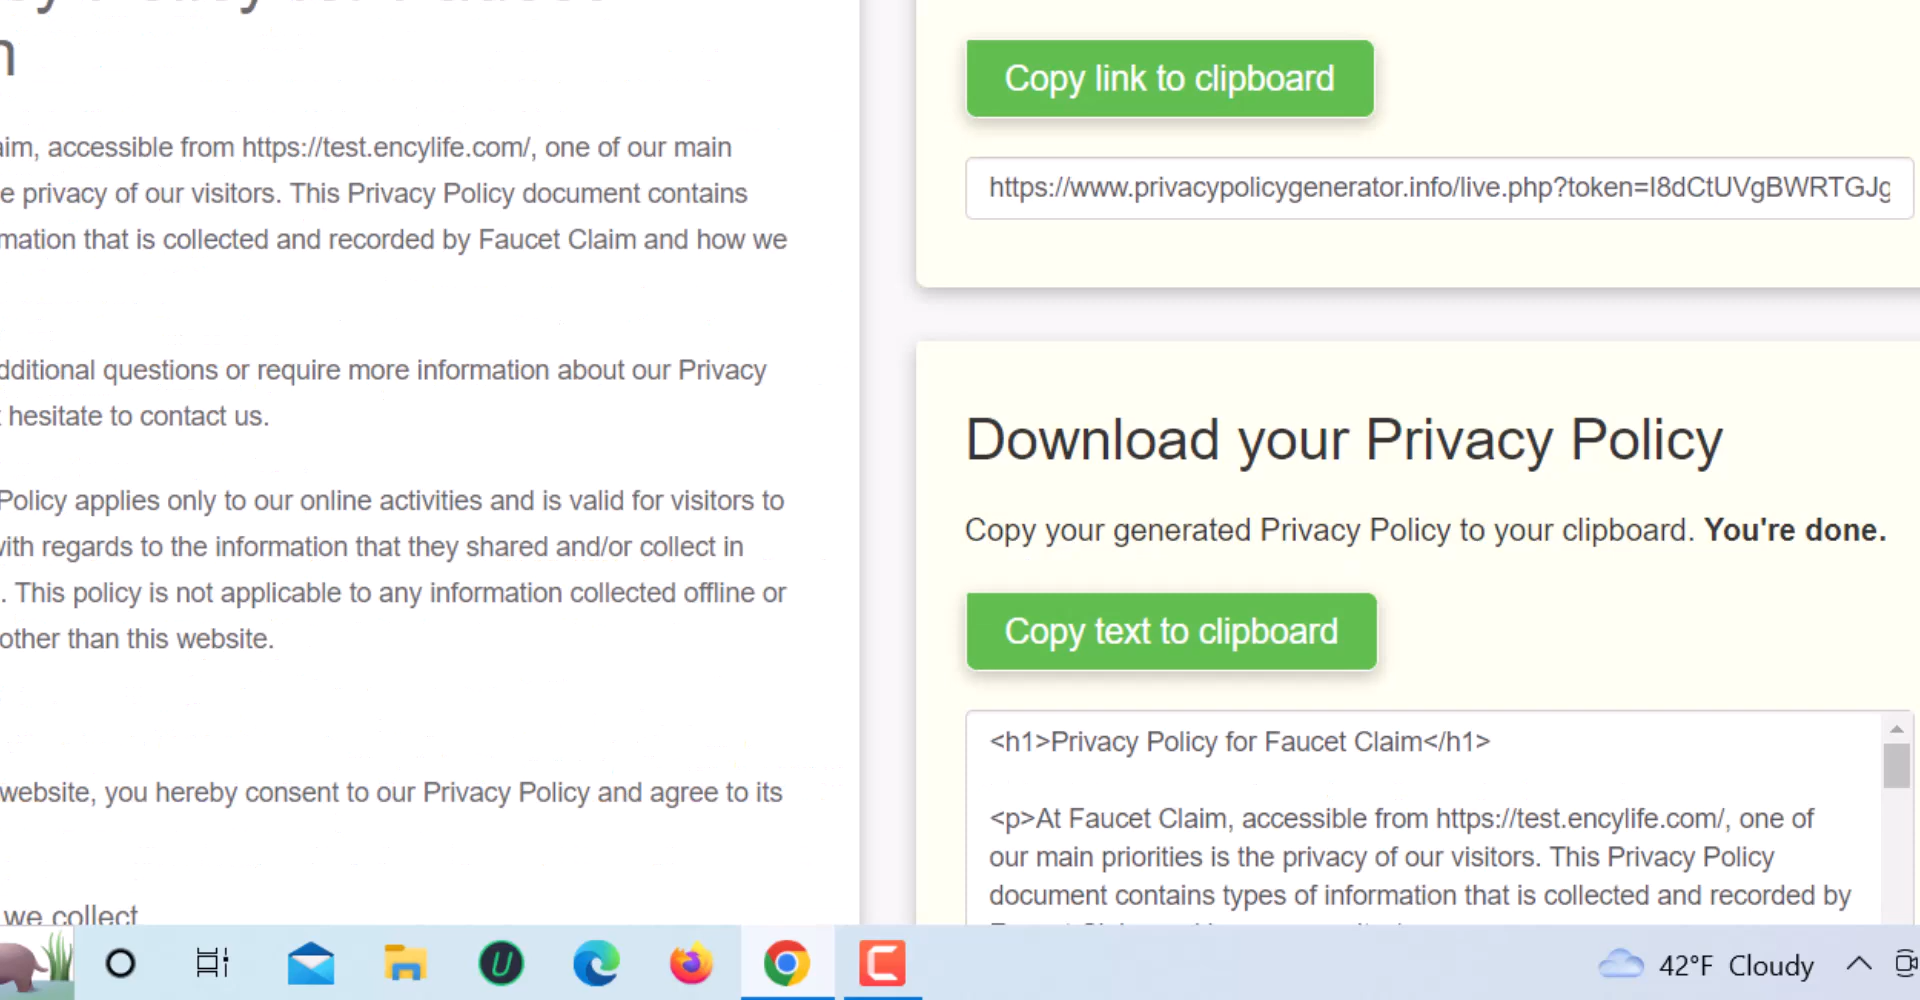 aim, accessible from https://test.encylife.com/, one of our main
e privacy of our visitors. This Privacy Policy document contains
mation that is collected and recorded by Faucet Claim and how we
dditional questions or require more information about our Privacy
hesitate to contact us.
Policy applies only to our online activities and is valid for visitors to
with regards to the information that they shared and/or collect in
. This policy is not applicable to any information collected offline or
other than this website.
website, you hereby consent to our Privacy Policy and agree to its
we collect
Copy link to clipboard
https://www.privacypolicygenerator.info/live.php?token=I8dCtUVgBWRTGJg
Download your Privacy Policy
Copy your generated Privacy Policy to your clipboard. You're done.
Copy text to clipboard
<h1>Privacy Policy for Faucet Claim</h1>
<p>At Faucet Claim, accessible from https://test.encylife.com/, one of
our main priorities is the privacy of our visitors. This Privacy Policy
document contains types of information that is collected and recorded by
42°F Cloudy